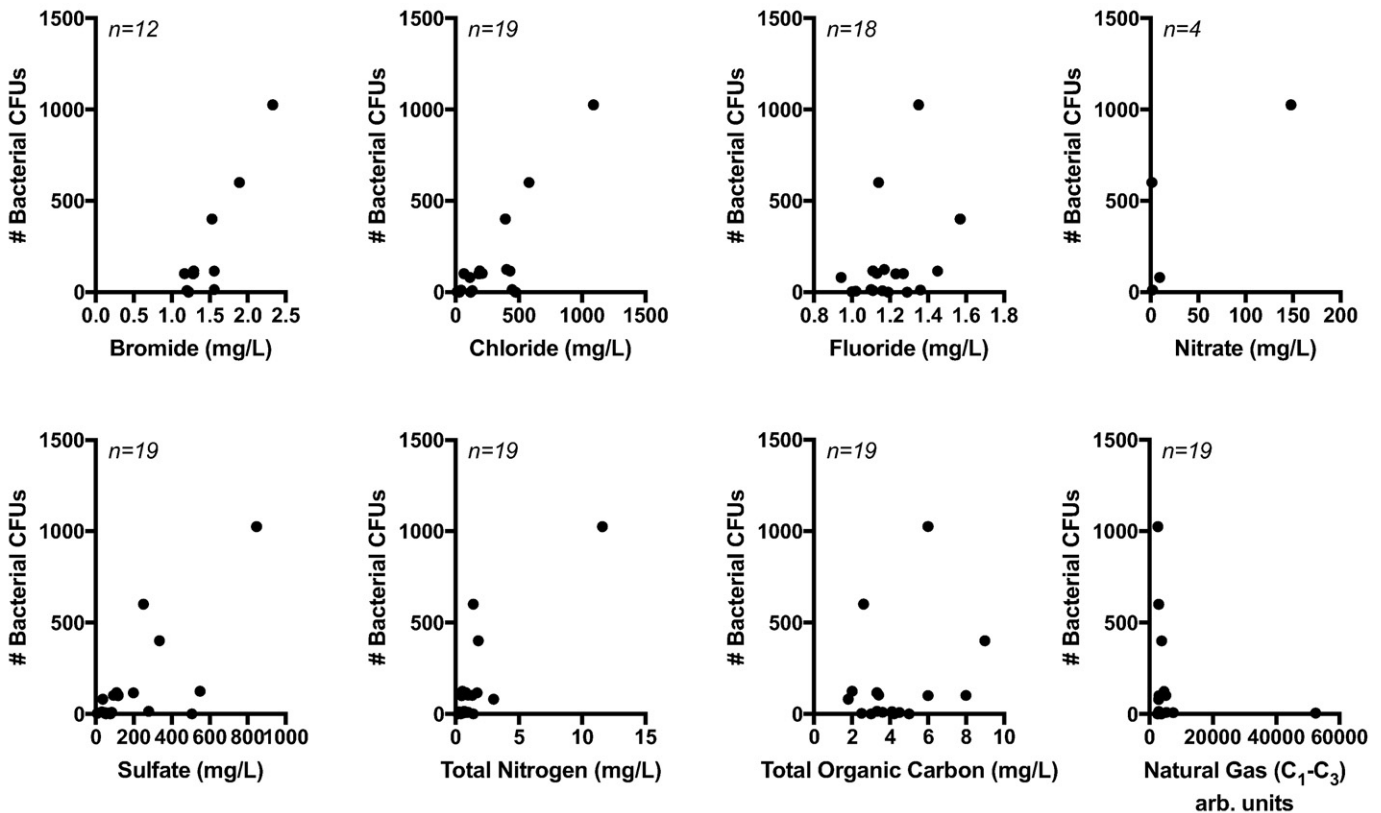 n=12
1500
1000
500
0
# Bacterial CFUs
0.0 0.5 1.0 1.5 2.0 2.5
Bromide (mg/L)
n=19
1500
1000
500
0
# Bacterial CFUs
0 500 1000 1500
Chloride (mg/L)
n=18
1500
1000
500
0
# Bacterial CFUs
0.8 1.0 1.2 1.4 1.6 1.8
Fluoride (mg/L)
n=4
1500
1000
500
0
# Bacterial CFUs
0 50 100 150 200
Nitrate (mg/L)
n=19
1500
1000
500
0
# Bacterial CFUs
0 200 400 600 800 1000
Sulfate (mg/L)
n=19
1500
1000
500
0
# Bacterial CFUs
0 5 10 15
Total Nitrogen (mg/L)
n=19
1500
1000
500
0
# Bacterial CFUs
0 2 4 6 8 10
Total Organic Carbon (mg/L)
n=19
1500
1000
500
0
# Bacterial CFUs
0 20000 40000 60000
Natural Gas (C₁-C₃)
arb. units